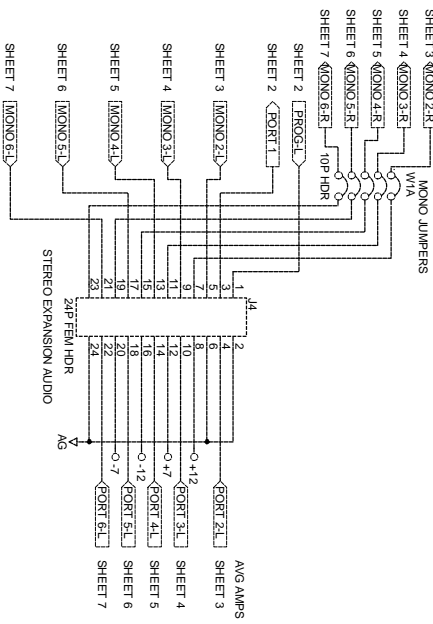 SHEET 3 MONO 2-R
SHEET 4 MONO 3-R
SHEET 5 MONO 4-R
SHEET 6 MONO 5-R
SHEET 7 MONO 6-R
MONO JUMPERS
W1A
10P HDR
SHEET 2 PROG-L
SHEET 2 PORT 1
SHEET 3 MONO 2-L
SHEET 4 MONO 3-L
SHEET 5 MONO 4-L
SHEET 6 MONO 5-L
SHEET 7 MONO 6-L
J4
1 2
3 4
5 6
7 8
9 10
11 12
13 14
15 16
17 18
19 20
21 22
23 24
24P FEM HDR
STEREO EXPANSION AUDIO
AVG AMPS
PORT 2-L SHEET 3
+12
PORT 3-L SHEET 4
+7
PORT 4-L SHEET 5
-12
PORT 5-L SHEET 6
-7
PORT 6-L SHEET 7
AG